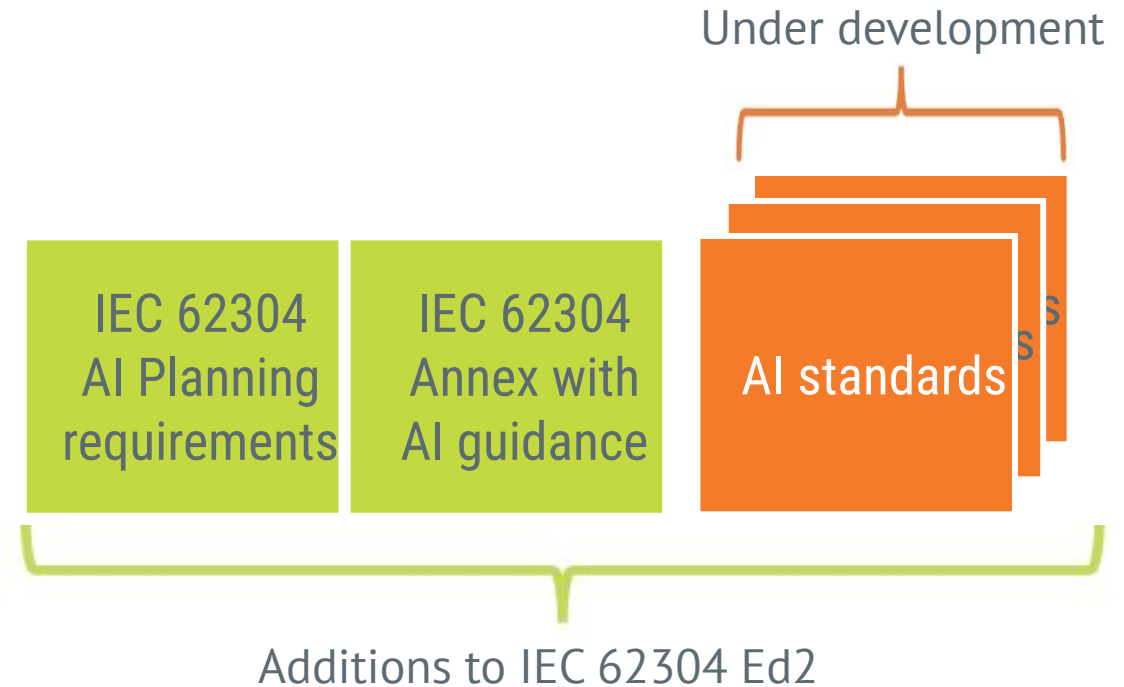 Under development
IEC 62304
AI Planning
requirements
IEC 62304
Annex with
AI guidance
AI standards
s
s
Additions to IEC 62304 Ed2